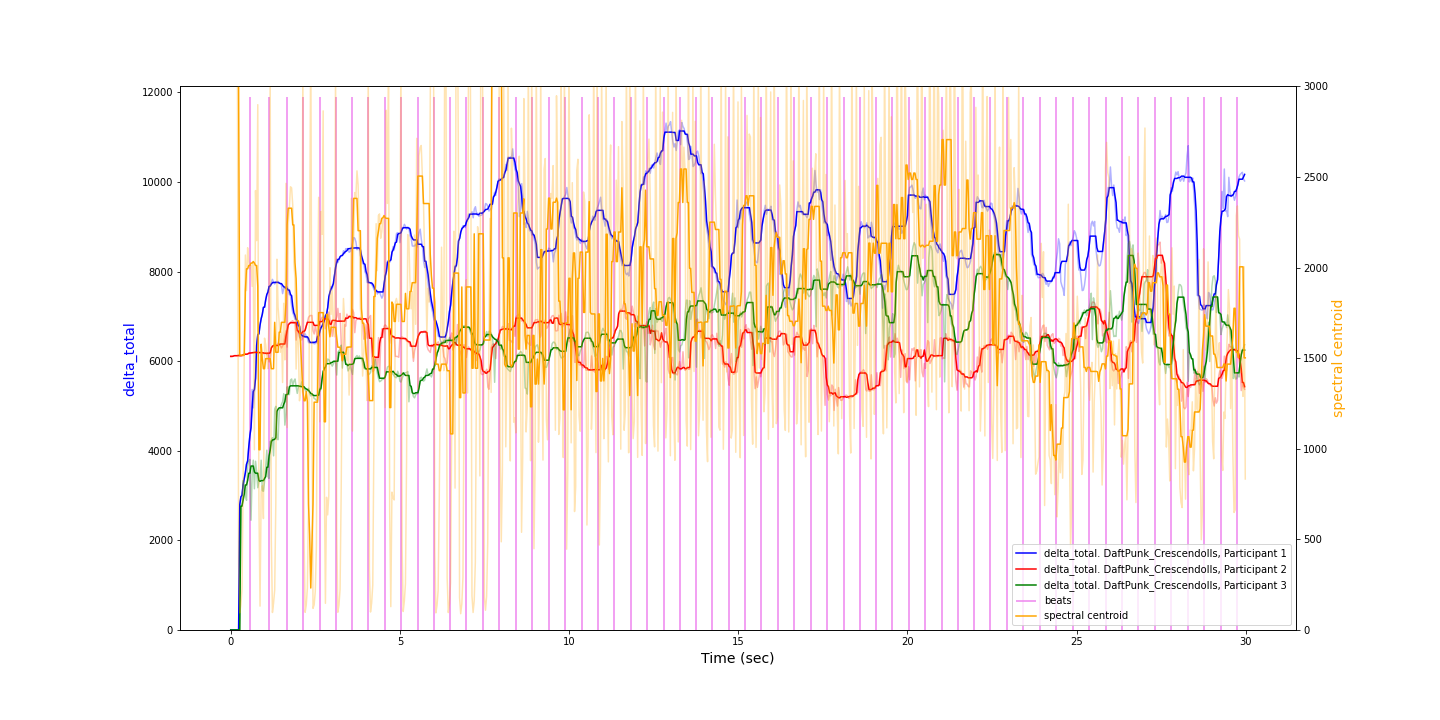 12000
10000
8000
6000
4000
2000
0
delta_total
3000
2500
2000
1500
1000
500
0
spectral centroid
delta_total. DaftPunk_Crescendolls, Participant 1
delta_total. DaftPunk_Crescendolls, Participant 2
delta_total. DaftPunk_Crescendolls, Participant 3
beats
spectral centroid
0 5 10 15 20 25 30
Time (sec)